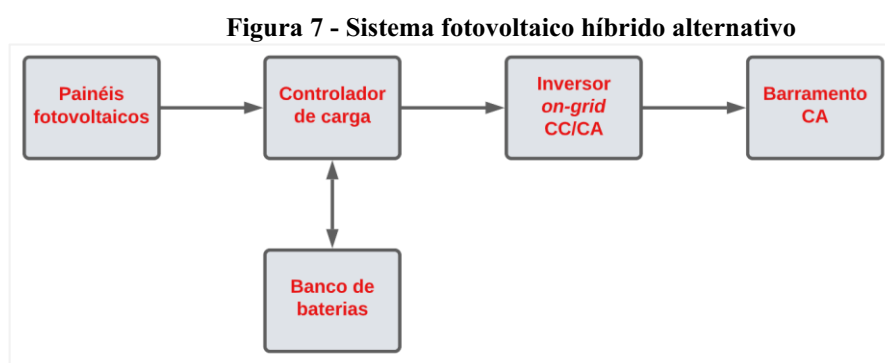 Figura 7 - Sistema fotovoltaico híbrido alternativo
Painéis
fotovoltaicos
Controlador
de carga
Inversor
on-grid
CC/CA
Barramento
CA
Banco de
baterias